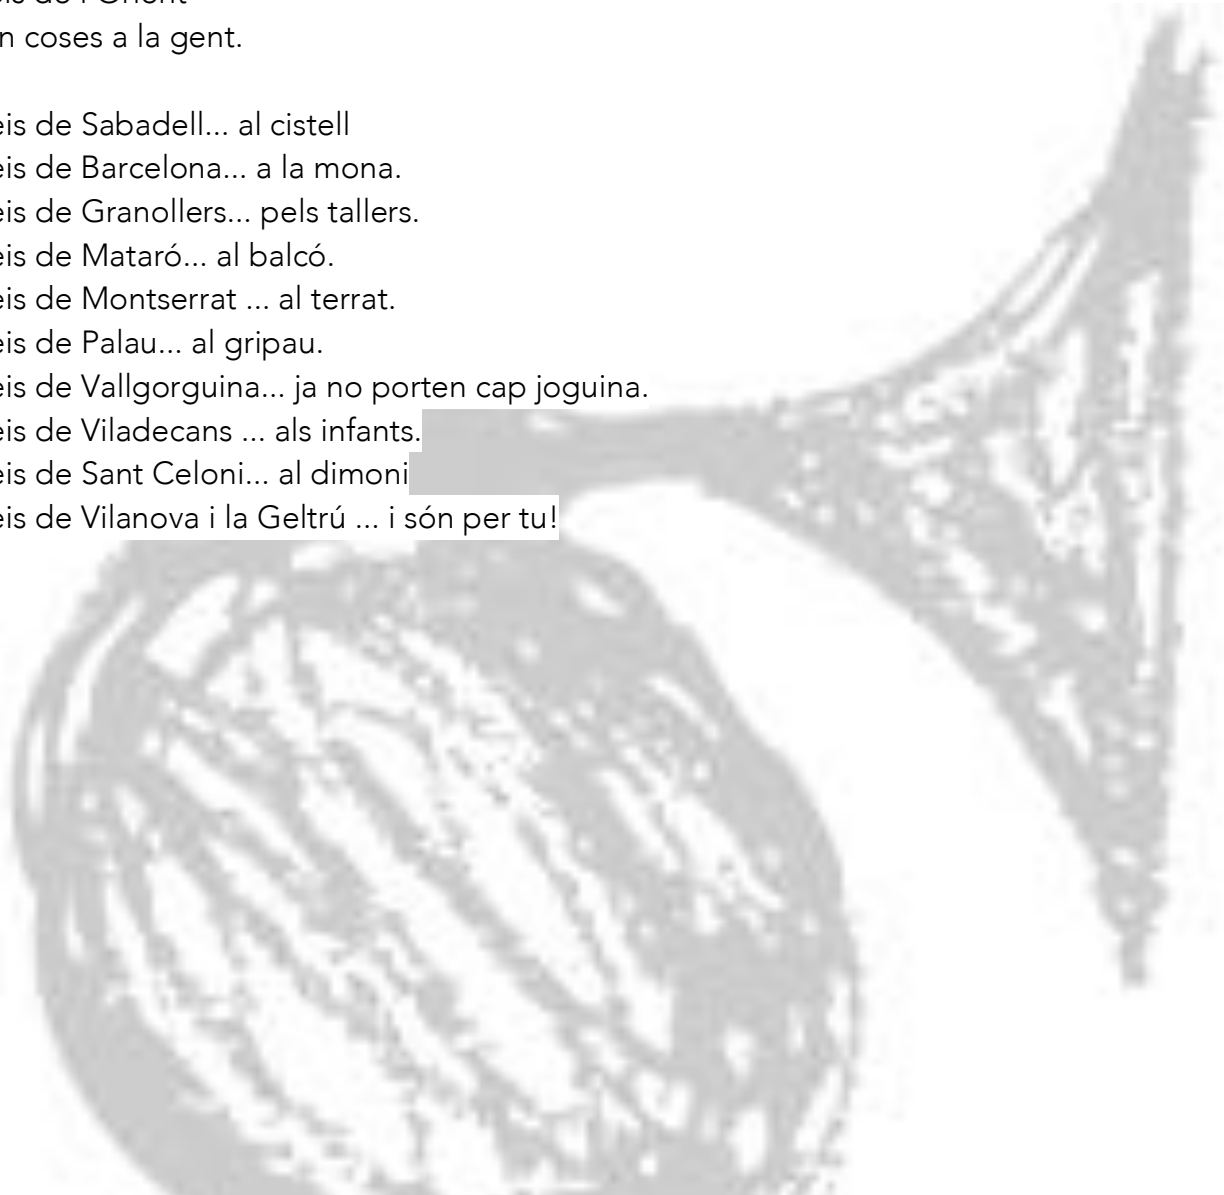 eis de l'Orient
n coses a la gent.
eis de Sabadell... al cistell
eis de Barcelona... a la mona.
eis de Granollers... pels tallers.
eis de Mataró... al balcó.
eis de Montserrat ... al terrat.
eis de Palau... al gripau.
eis de Vallgorguina... ja no porten cap joguina.
eis de Viladecans ... als infants.
eis de Sant Celoni... al dimoni
eis de Vilanova i la Geltrú ... i són per tu!